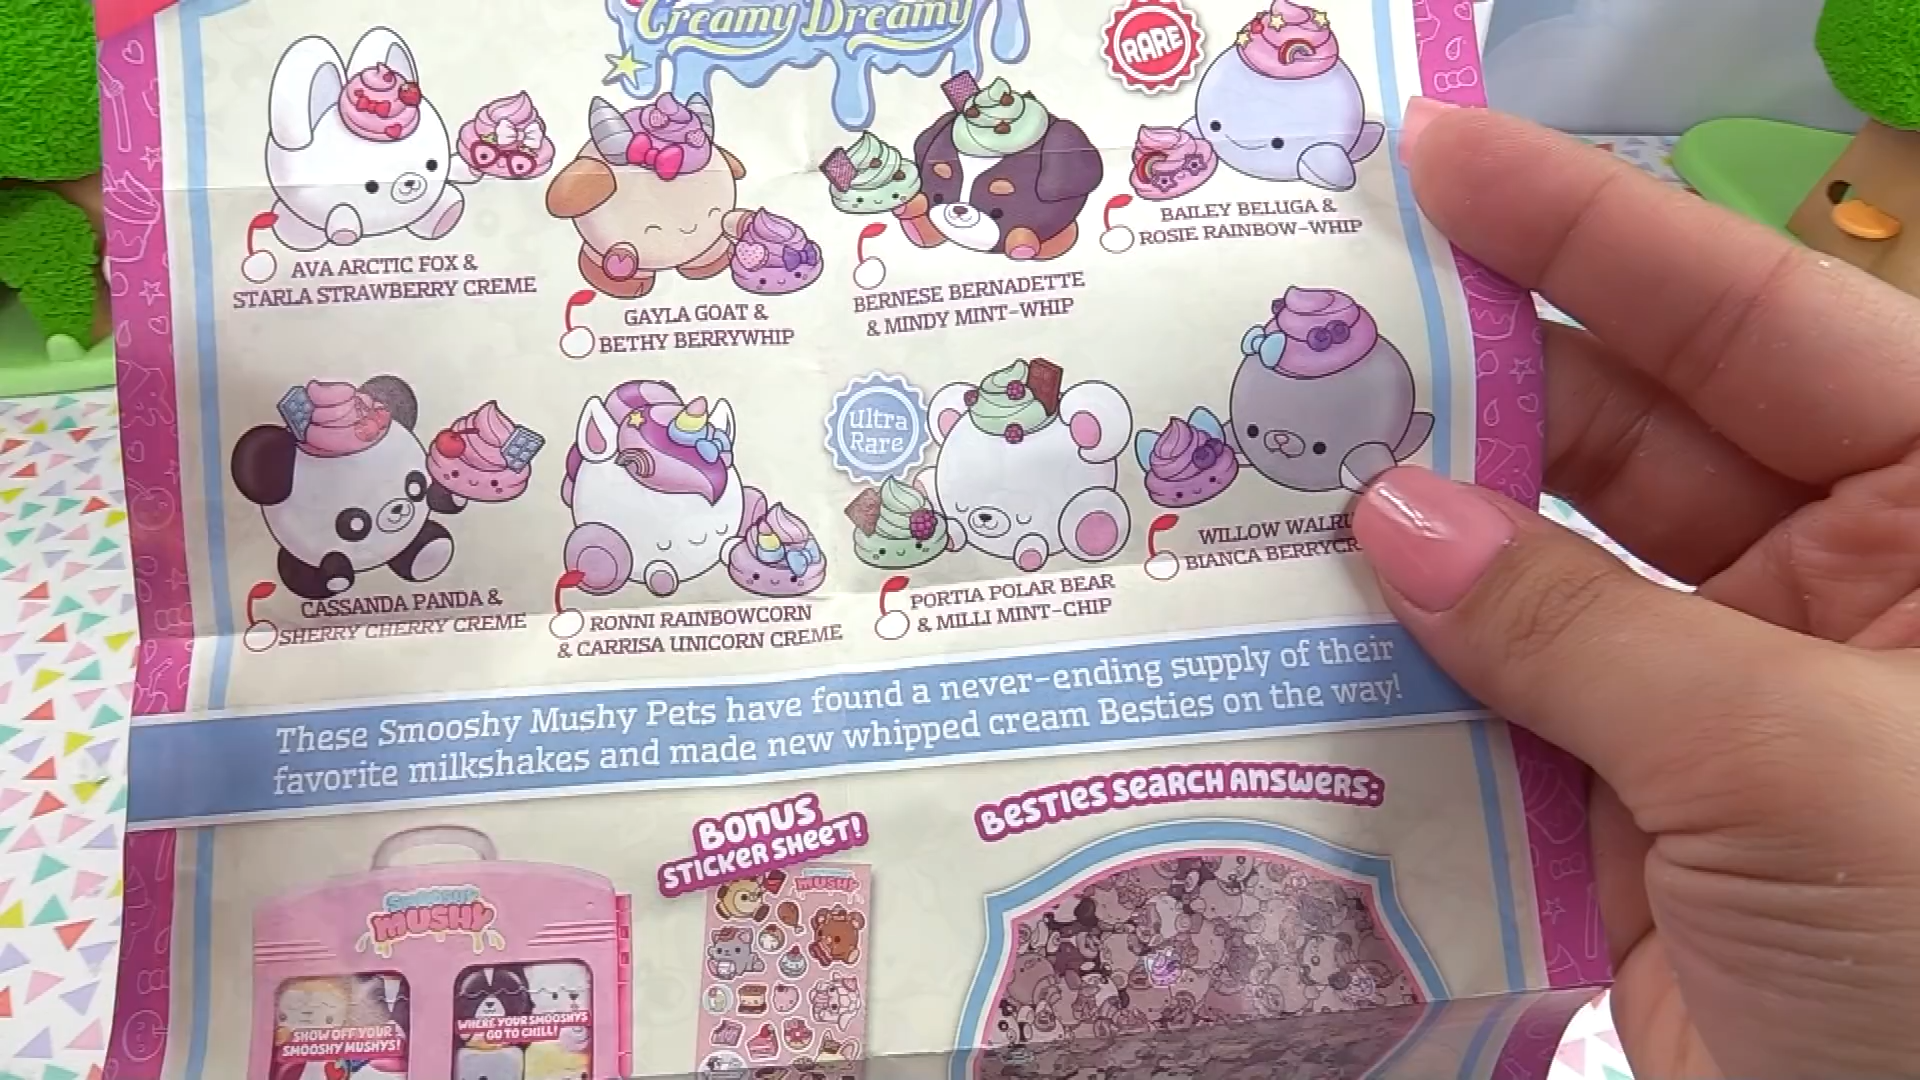 Creamy Dreamy
RARE
AVA ARCTIC FOX &
STARLA STRAWBERRY CREME
GAYLA GOAT &
BETHY BERRYWHIP
BERNESE BERNADETTE
& MINDY MINT-WHIP
BAILEY BELUGA &
ROSIE RAINBOW-WHIP
CASSANDA PANDA &
SHERRY CHERRY CREME
RONNI RAINBOWCORN
& CARRISA UNICORN CREME
Ultra
Rare
PORTIA POLAR BEAR
& MILLI MINT-CHIP
WILLOW WALRU
BIANCA BERRYCR
These Smooshy Mushy Pets have found a never-ending supply of their
favorite milkshakes and made new whipped cream Besties on the way!
BONUS
STICKER SHEET!
BESTIES SEARCH ANSWERS:
SMOOSHY
MUSHY
SHOW OFF YOUR
SMOOSHY MUSHYS!
WHERE YOUR SMOOSHYS
GO TO CHILL!
MUSHY